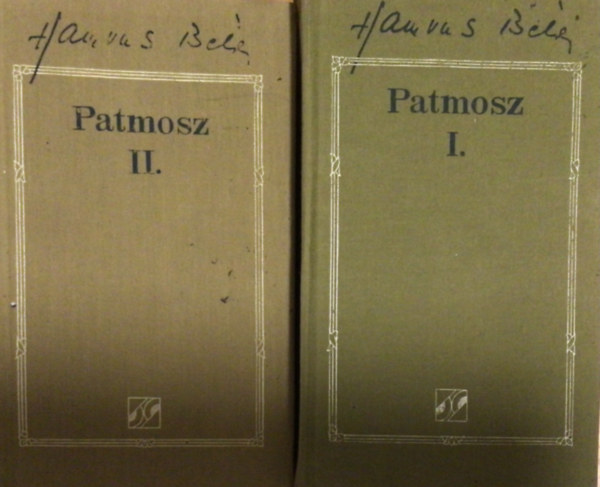 Hamvas Béla
Patmosz
II.
Hamvas Béla
Patmosz
I.